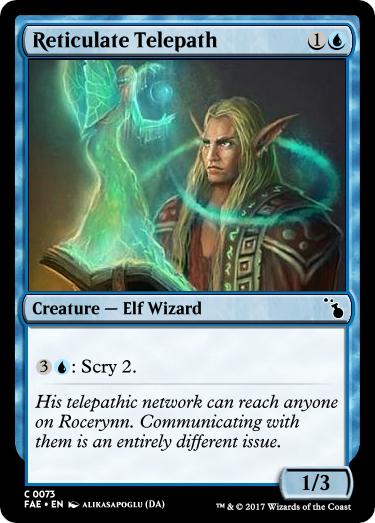 Reticulate Telepath 1
Creature — Elf Wizard
3 : Scry 2.
His telepathic network can reach anyone
on Rocerynn. Communicating with
them is an entirely different issue.
1/3
C 0073
FAE • EN ALIKASAPOGLU (DA)
™ & © 2017 Wizards of the Coast